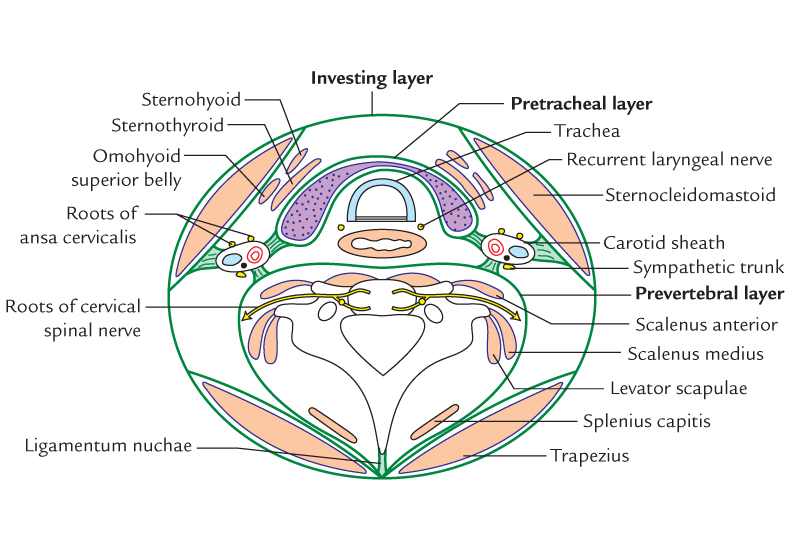 Investing layer
Sternohyoid
Sternothyroid
Omohyoid
superior belly
Roots of
ansa cervicalis
Roots of cervical
spinal nerve
Ligamentum nuchae
Pretracheal layer
Trachea
Recurrent laryngeal nerve
Sternocleidomastoid
Carotid sheath
Sympathetic trunk
Prevertebral layer
Scalenus anterior
Scalenus medius
Levator scapulae
Splenius capitis
Trapezius